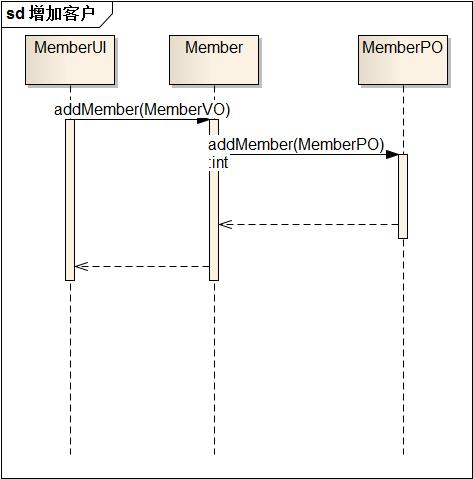 sd 增加客户
MemberUI
Member
MemberPO
addMember(MemberVO)
addMember(MemberPO)
:int